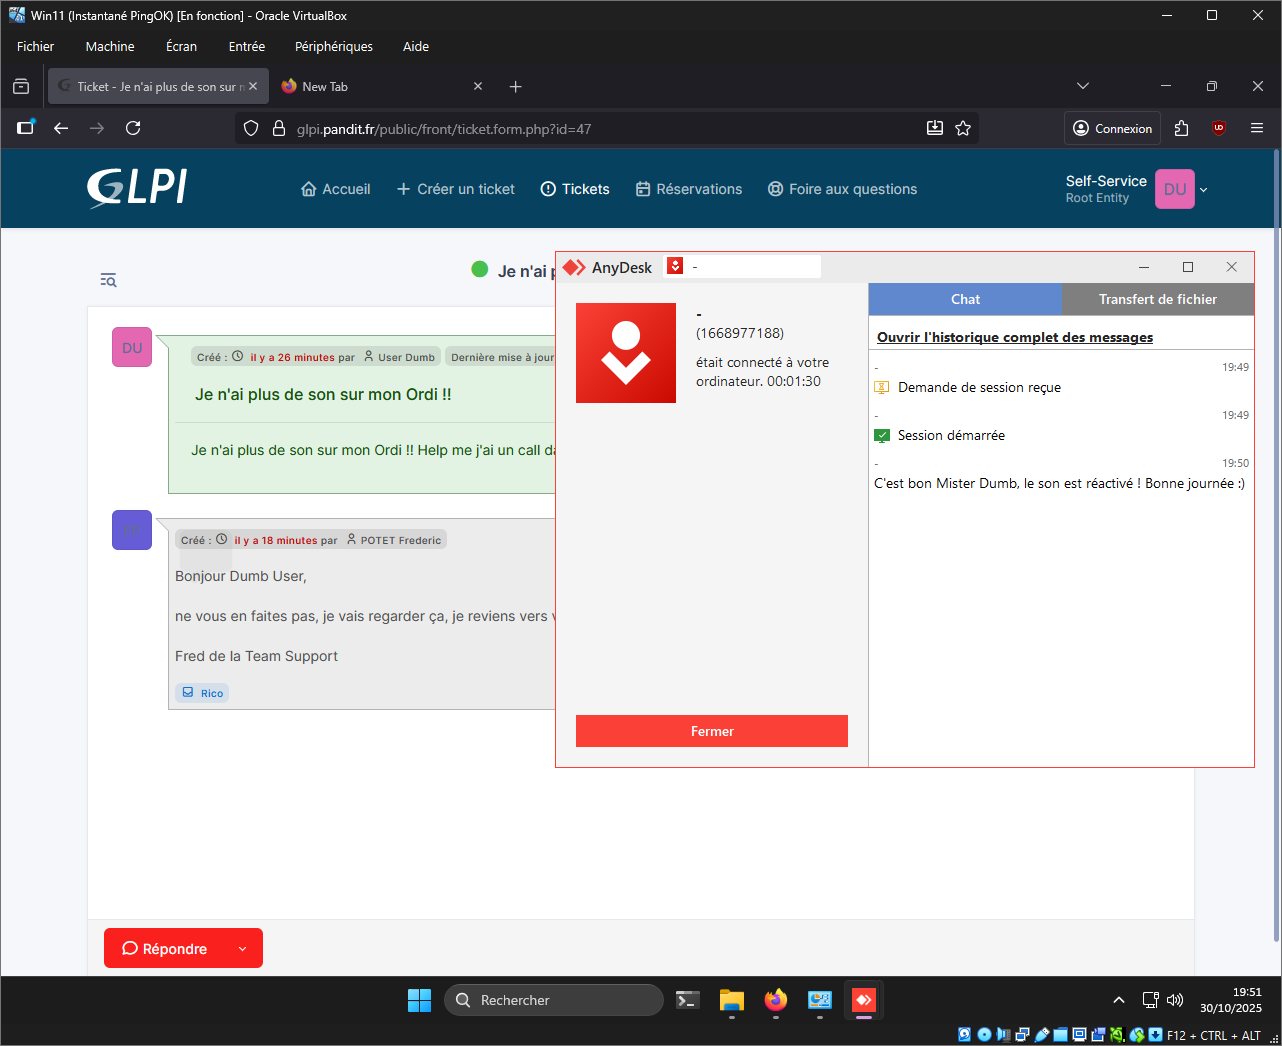 Win11 (Instantané PingOK) [En fonction] - Oracle VirtualBox
Fichier Machine Écran Entrée Périphériques Aide
Ticket - Je n'ai plus de son sur m
New Tab
glpi.pandit.fr/public/front/ticket.form.php?id=47
Connexion
GLPI
Accueil
Créer un ticket
Tickets
Réservations
Foire aux questions
Self-Service
Root Entity
DU
Je n'ai p
DU
Créé : il y a 26 minutes par User Dumb
Dernière mise à jour
Je n'ai plus de son sur mon Ordi !!
Je n'ai plus de son sur mon Ordi !! Help me j'ai un call da
Créé : il y a 18 minutes par POTET Frederic
Bonjour Dumb User,
ne vous en faites pas, je vais regarder ça, je reviens vers v
Fred de la Team Support
Rico
Répondre
AnyDesk
-
-
(1668977188)
était connecté à votre
ordinateur. 00:01:30
Fermer
Chat
Transfert de fichier
Ouvrir l'historique complet des messages
- 19:49
Demande de session reçue
- 19:49
Session démarrée
- 19:50
C'est bon Mister Dumb, le son est réactivé ! Bonne journée :)
Rechercher
19:51
30/10/2025
F12 + CTRL + ALT